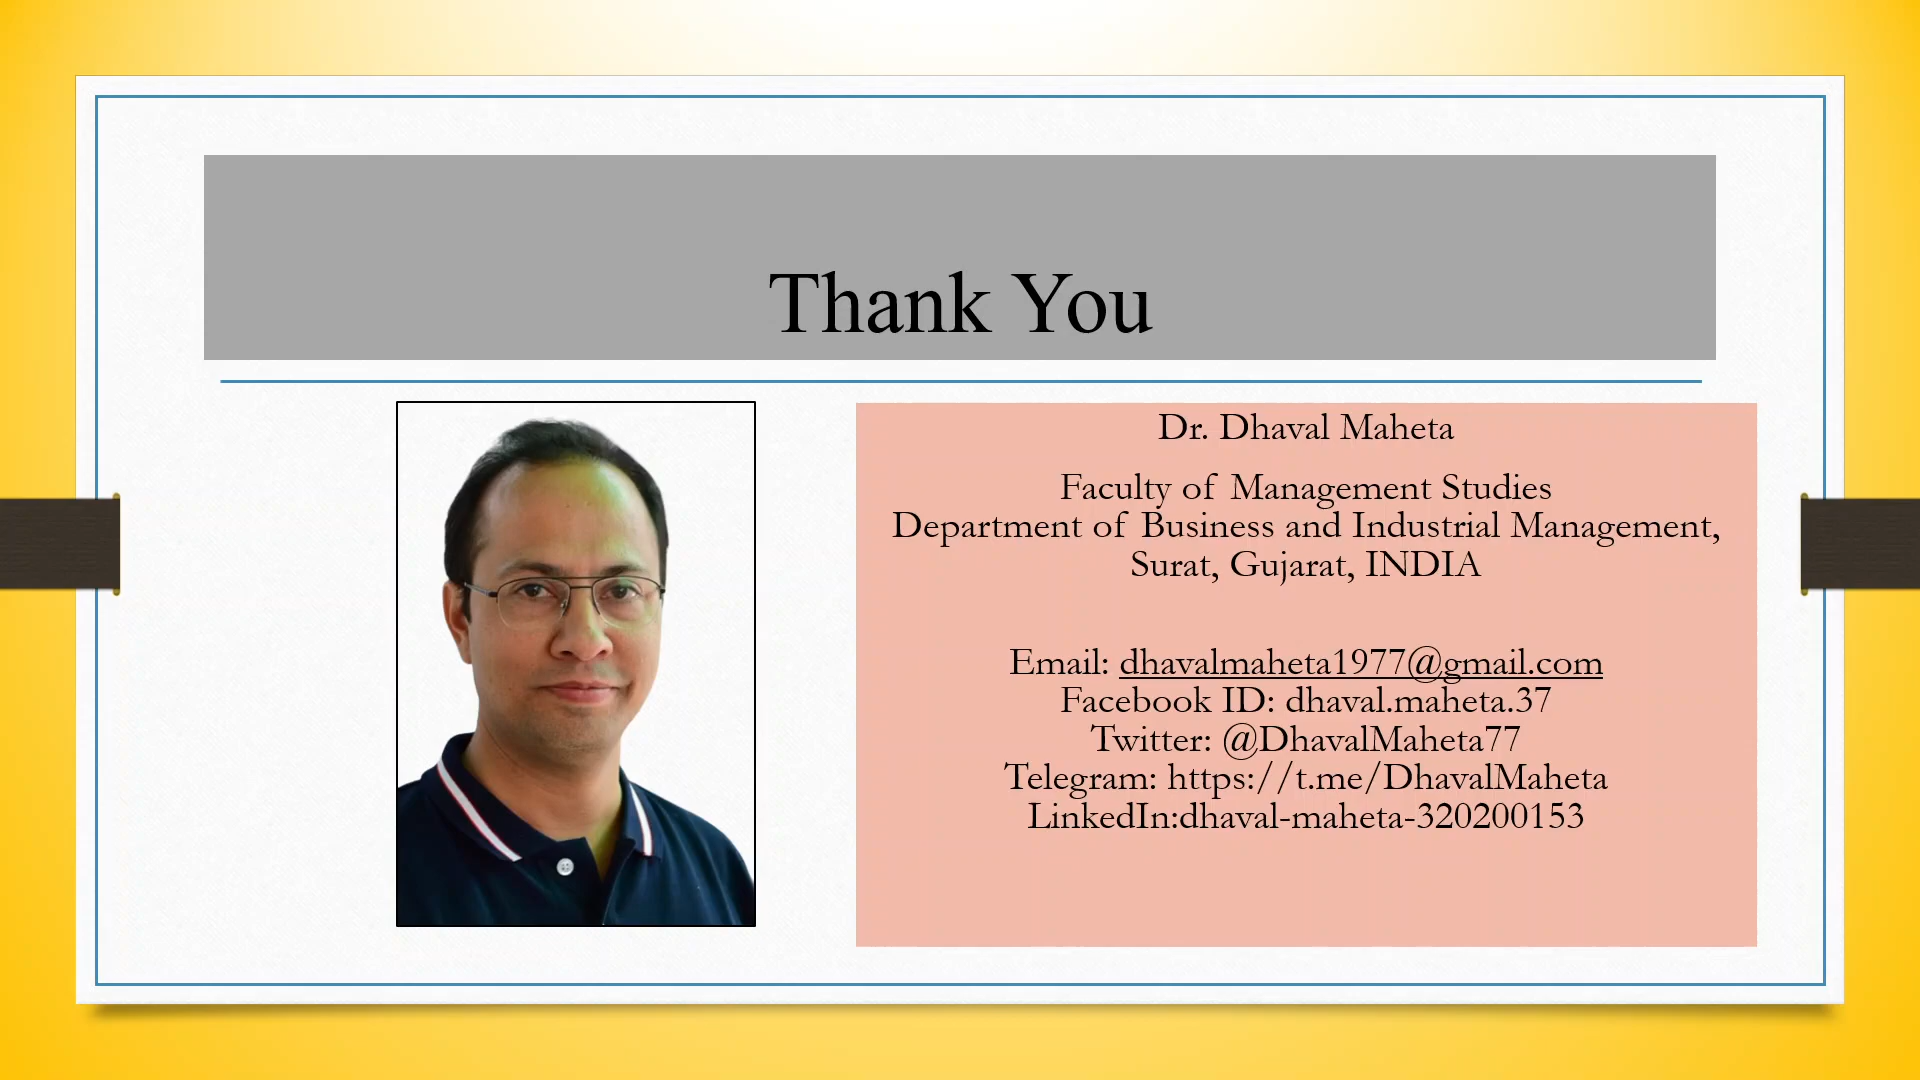 Thank You
Dr. Dhaval Maheta
Faculty of Management Studies
Department of Business and Industrial Management,
Surat, Gujarat, INDIA
Email: dhavalmaheta1977@gmail.com
Facebook ID: dhaval.maheta.37
Twitter: @DhavalMaheta77
Telegram: https://t.me/DhavalMaheta
LinkedIn:dhaval-maheta-320200153